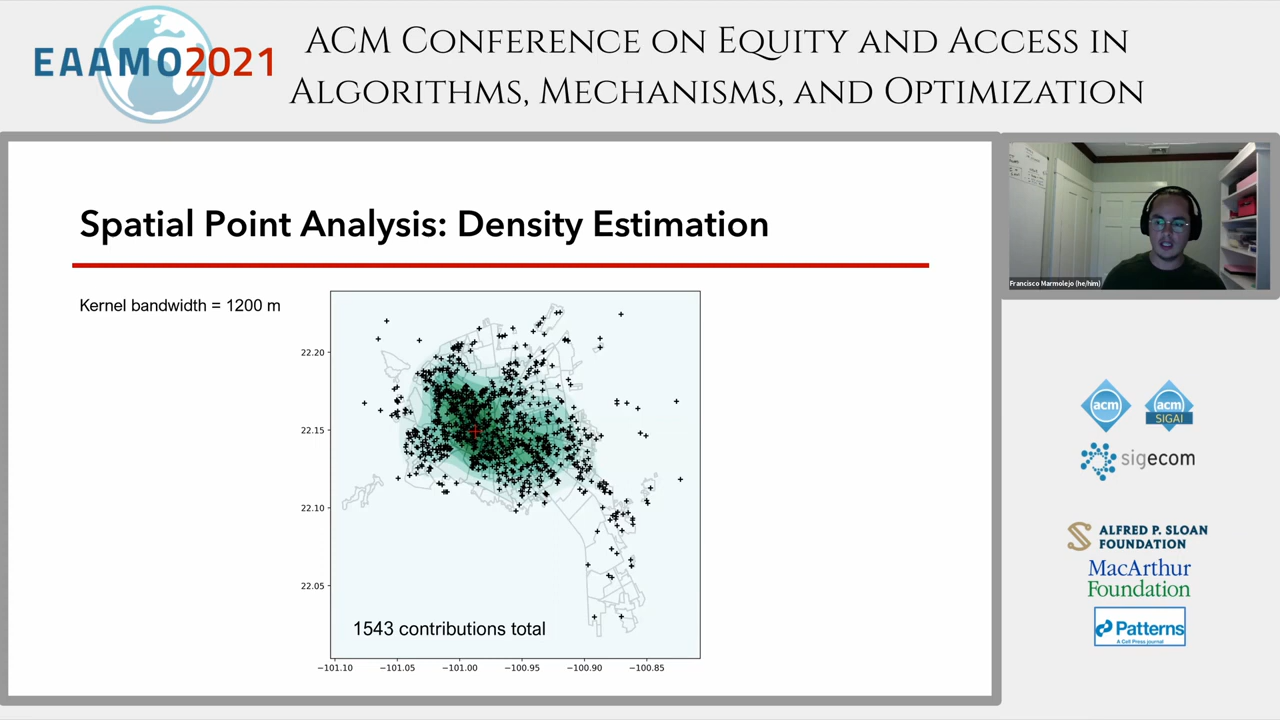 EAAMO2021
ACM Conference on Equity and Access in
Algorithms, Mechanisms, and Optimization
Spatial Point Analysis: Density Estimation
Kernel bandwidth = 1200 m
22.20
22.15
22.10
22.05
1543 contributions total
−101.10 −101.05 −101.00 −100.95 −100.90 −100.85
Francisco Marmolejo (he/him)
acm
acm
SIGAI
sigecom
ALFRED P. SLOAN
FOUNDATION
MacArthur
Foundation
Patterns
A Cell Press journal